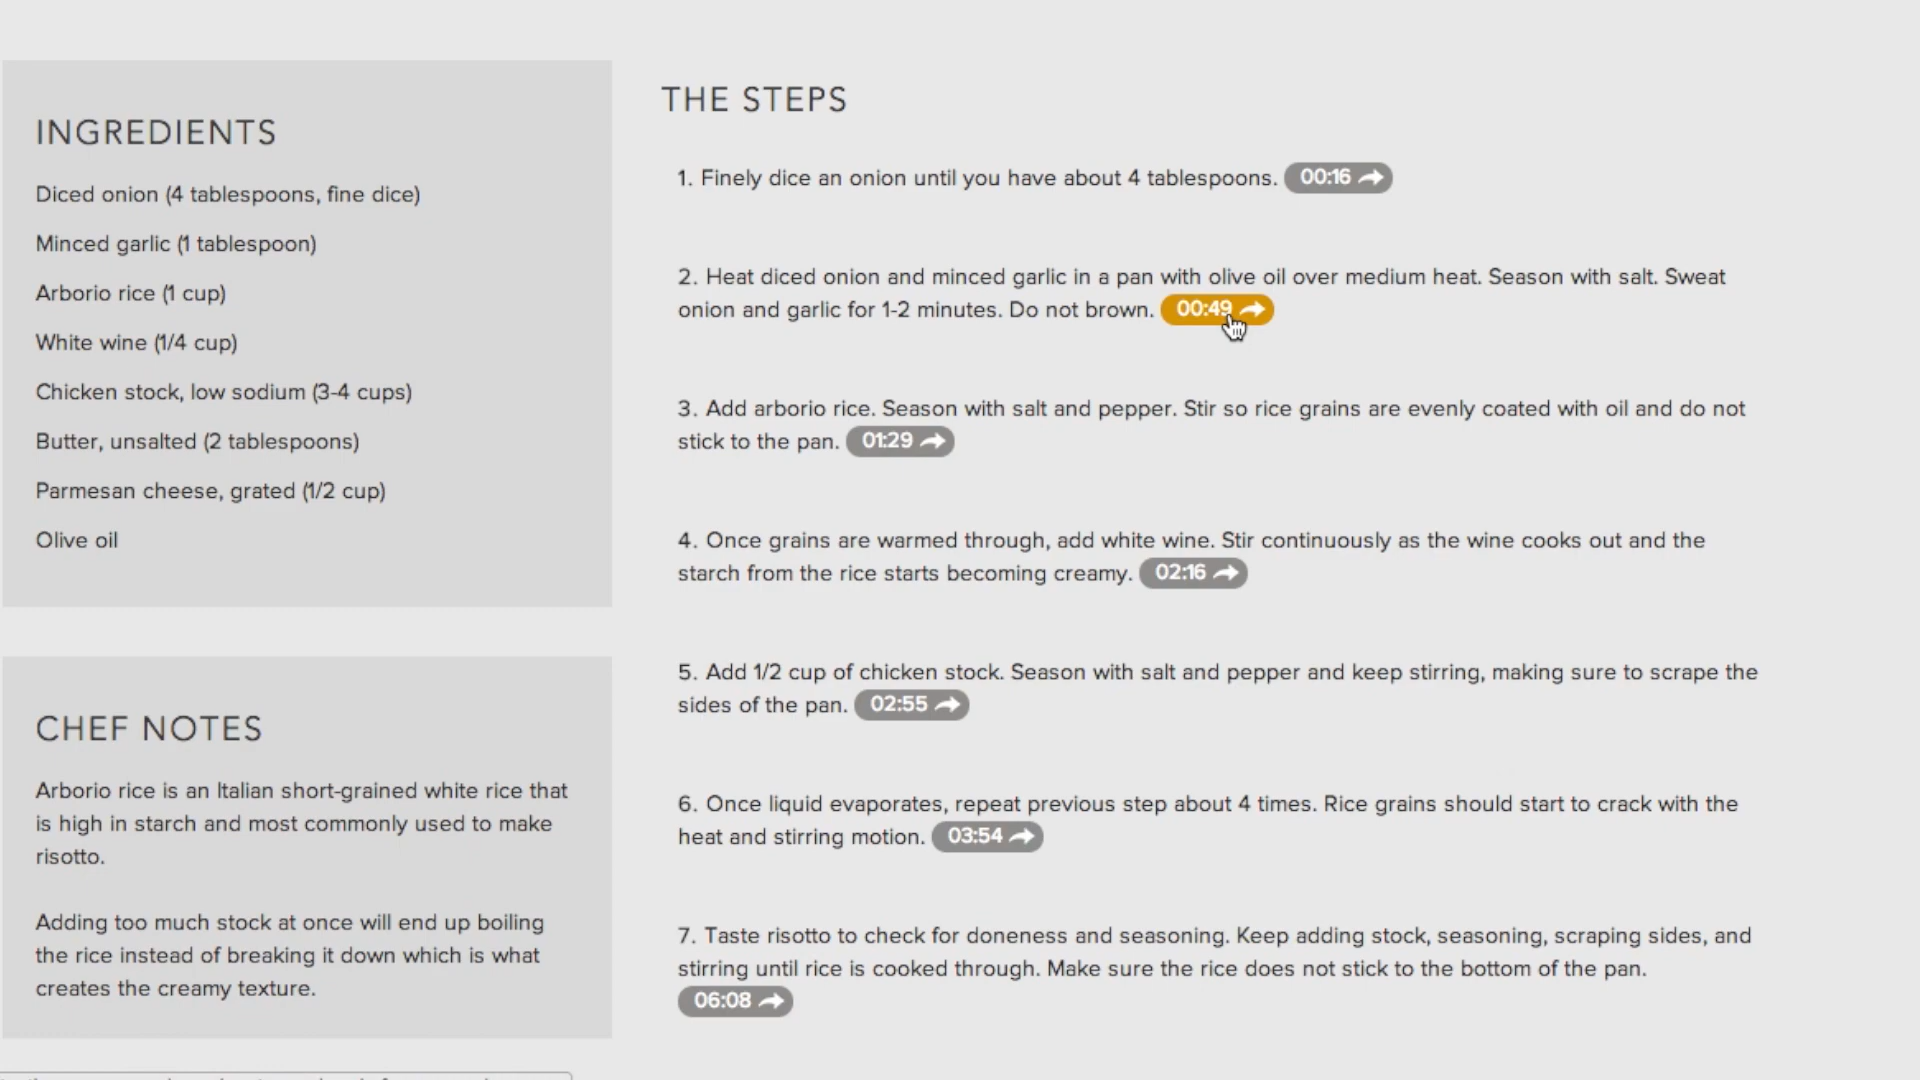 INGREDIENTS
Diced onion (4 tablespoons, fine dice)
Minced garlic (1 tablespoon)
Arborio rice (1 cup)
White wine (1/4 cup)
Chicken stock, low sodium (3-4 cups)
Butter, unsalted (2 tablespoons)
Parmesan cheese, grated (1/2 cup)
Olive oil
CHEF NOTES
Arborio rice is an Italian short-grained white rice that
is high in starch and most commonly used to make
risotto.
Adding too much stock at once will end up boiling
the rice instead of breaking it down which is what
creates the creamy texture.
THE STEPS
1. Finely dice an onion until you have about 4 tablespoons. 00:16
2. Heat diced onion and minced garlic in a pan with olive oil over medium heat. Season with salt. Sweat
onion and garlic for 1-2 minutes. Do not brown. 00:49
3. Add arborio rice. Season with salt and pepper. Stir so rice grains are evenly coated with oil and do not
stick to the pan. 01:29
4. Once grains are warmed through, add white wine. Stir continuously as the wine cooks out and the
starch from the rice starts becoming creamy. 02:16
5. Add 1/2 cup of chicken stock. Season with salt and pepper and keep stirring, making sure to scrape the
sides of the pan. 02:55
6. Once liquid evaporates, repeat previous step about 4 times. Rice grains should start to crack with the
heat and stirring motion. 03:54
7. Taste risotto to check for doneness and seasoning. Keep adding stock, seasoning, scraping sides, and
stirring until rice is cooked through. Make sure the rice does not stick to the bottom of the pan.
06:08